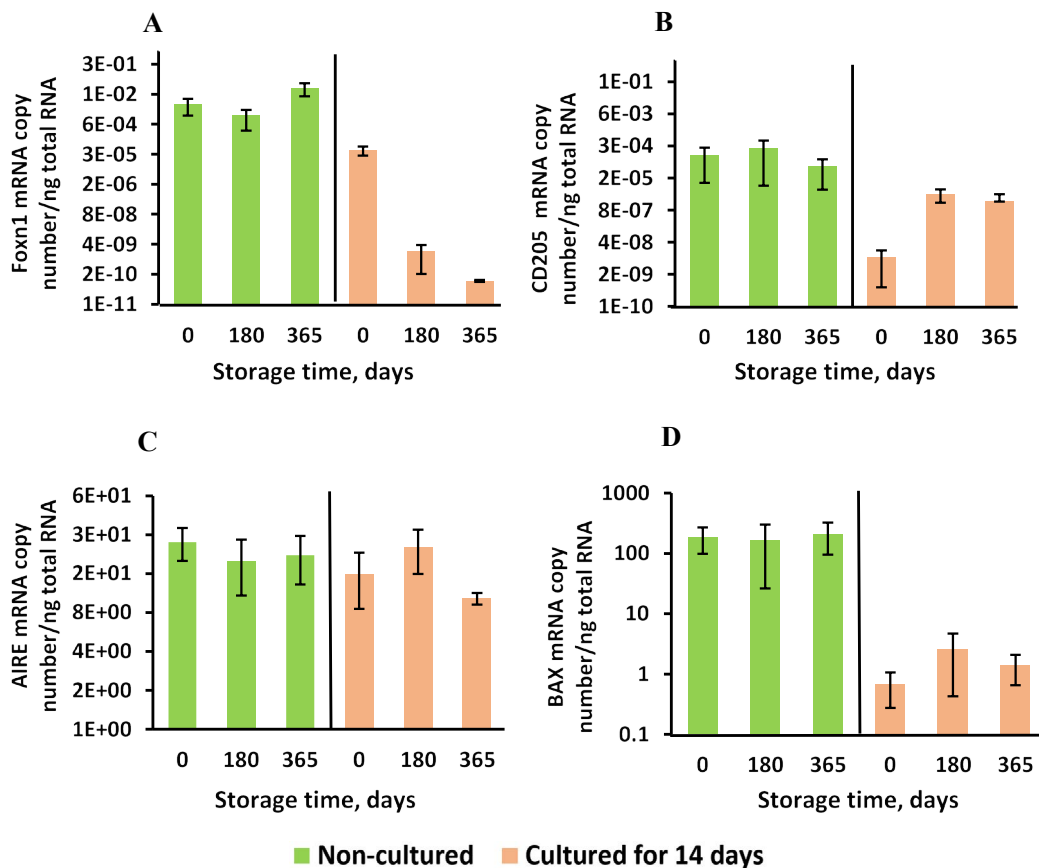 A
Foxn1 mRNA copy
number/ng total RNA
3E-01
1E-02
6E-04
3E-05
2E-06
8E-08
4E-09
2E-10
1E-11
0 180 365 0 180 365
Storage time, days
B
CD205 mRNA copy
number/ng total RNA
1E-01
6E-03
3E-04
2E-05
8E-07
4E-08
2E-09
1E-10
0 180 365 0 180 365
Storage time, days
C
AIRE mRNA copy
number/ng total RNA
6E+01
3E+01
2E+01
8E+00
4E+00
2E+00
1E+00
0 180 365 0 180 365
Storage time, days
D
BAX mRNA copy
number/ng total RNA
1000
100
10
1
0.1
0 180 365 0 180 365
Storage time, days
Non-cultured Cultured for 14 days